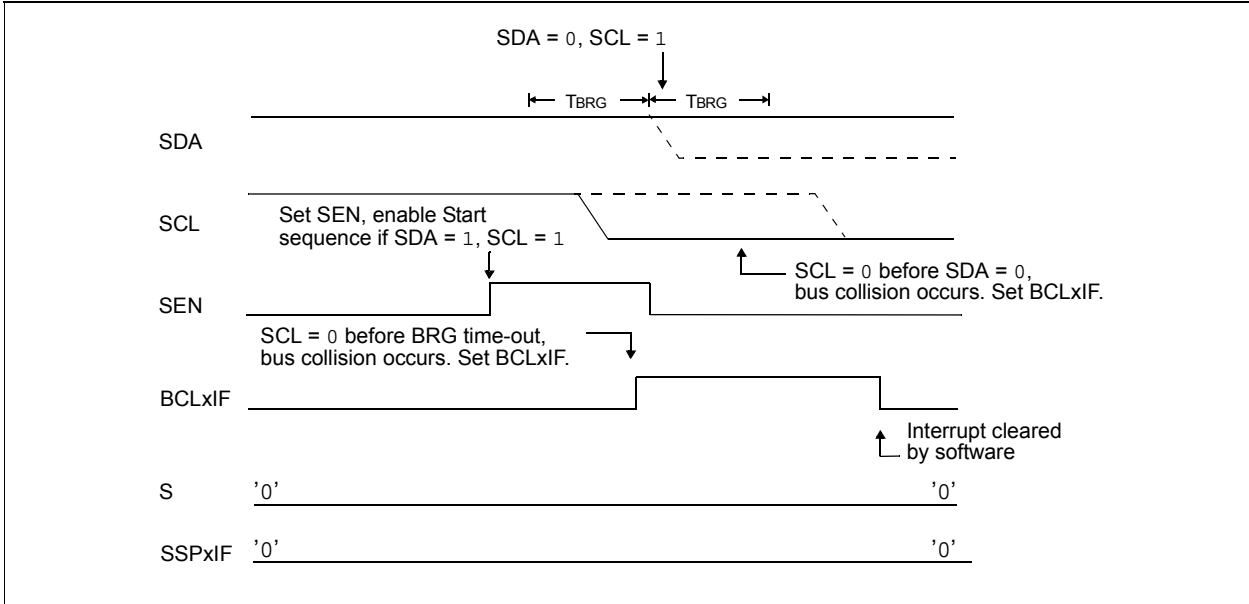 SDA = 0, SCL = 1
TBRG TBRG
SDA
SCL
Set SEN, enable Start
sequence if SDA = 1, SCL = 1
SCL = 0 before SDA = 0,
bus collision occurs. Set BCLxIF.
SEN
SCL = 0 before BRG time-out,
bus collision occurs. Set BCLxIF.
BCLxIF
Interrupt cleared
by software
S '0' '0'
SSPxIF '0' '0'